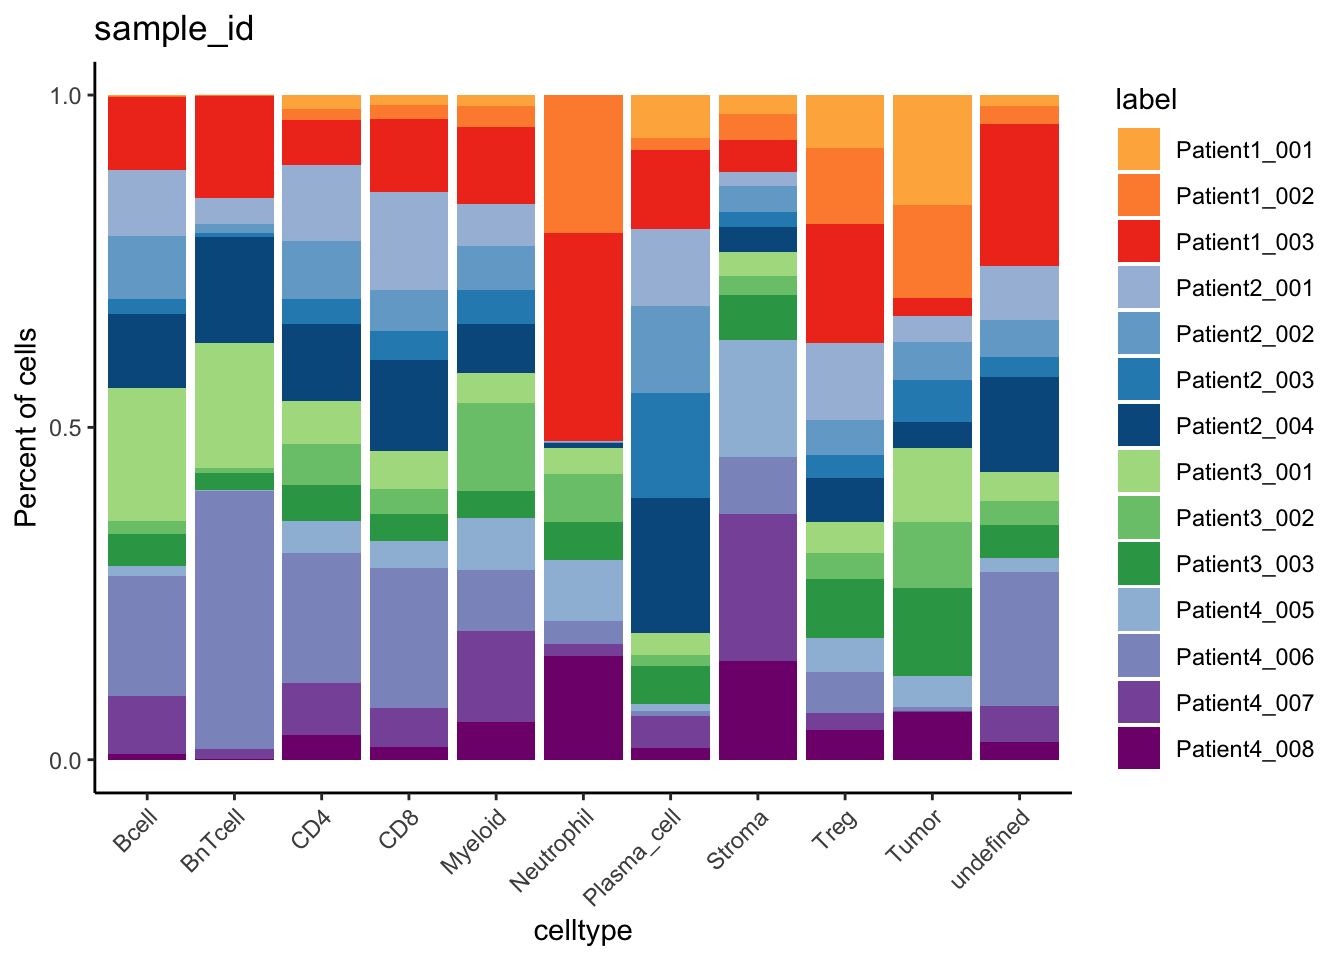 sample_id
Percent of cells
1.0
0.5
0.0
Bcell
BnTcell
CD4
CD8
Myeloid
Neutrophil
Plasma_cell
Stroma
Treg
Tumor
undefined
celltype
label
Patient1_001
Patient1_002
Patient1_003
Patient2_001
Patient2_002
Patient2_003
Patient2_004
Patient3_001
Patient3_002
Patient3_003
Patient4_005
Patient4_006
Patient4_007
Patient4_008